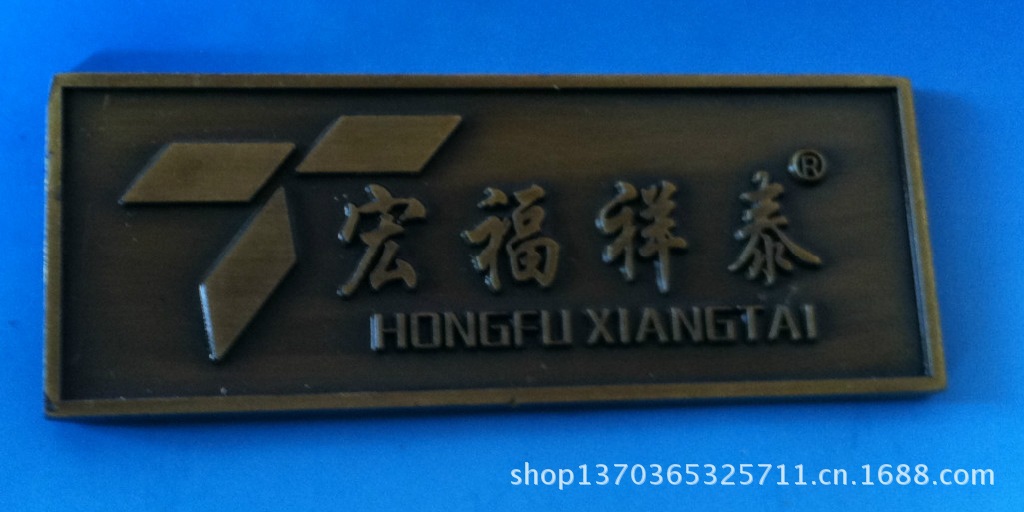 宏福祥泰®
HONGFU XIANGTAI
shop1370365325711.cn.1688.com